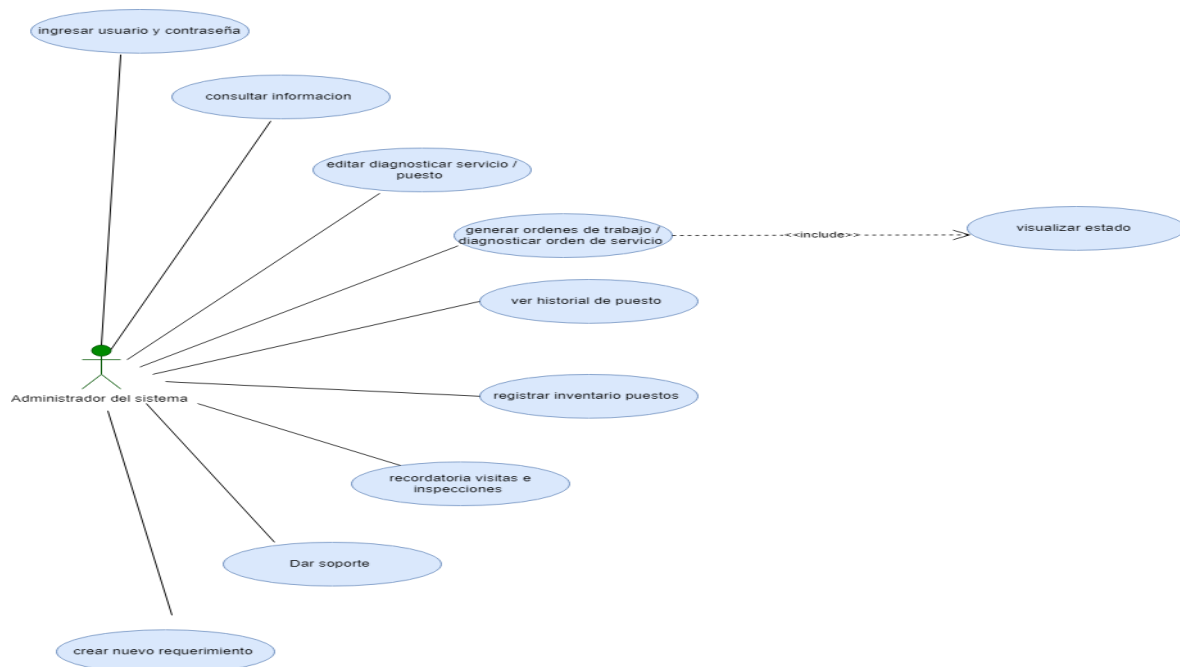 ingresar usuario y contraseña
consultar informacion
editar diagnosticar servicio /
puesto
generar ordenes de trabajo /
diagnosticar orden de servicio
<<include>>
visualizar estado
ver historial de puesto
registrar inventario puestos
Administrador del sistema
recordatoria visitas e
inspecciones
Dar soporte
crear nuevo requerimiento